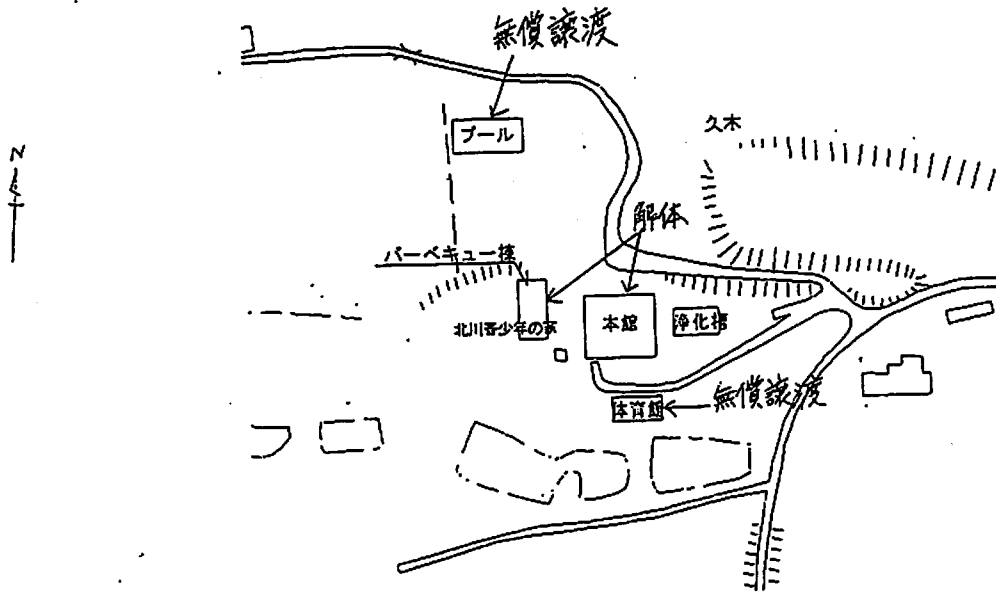 無償譲渡
プール
久木
N
解体
バーベキュー棟
北川青少年の家
本館
浄化槽
体育館
無償譲渡